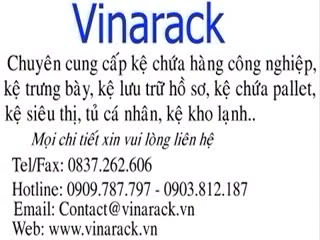 Vinarack
Chuyên cung cấp kệ chứa hàng công nghiệp,
kệ trưng bày, kệ lưu trữ hồ sơ, kệ chứa pallet,
kệ siêu thị, tủ cá nhân, kệ kho lạnh..
Mọi chi tiết xin vui lòng liên hệ
Tel/Fax: 0837.262.606
Hotline: 0909.787.797 - 0903.812.187
Email: Contact@vinarack.vn
Web: www.vinarack.vn